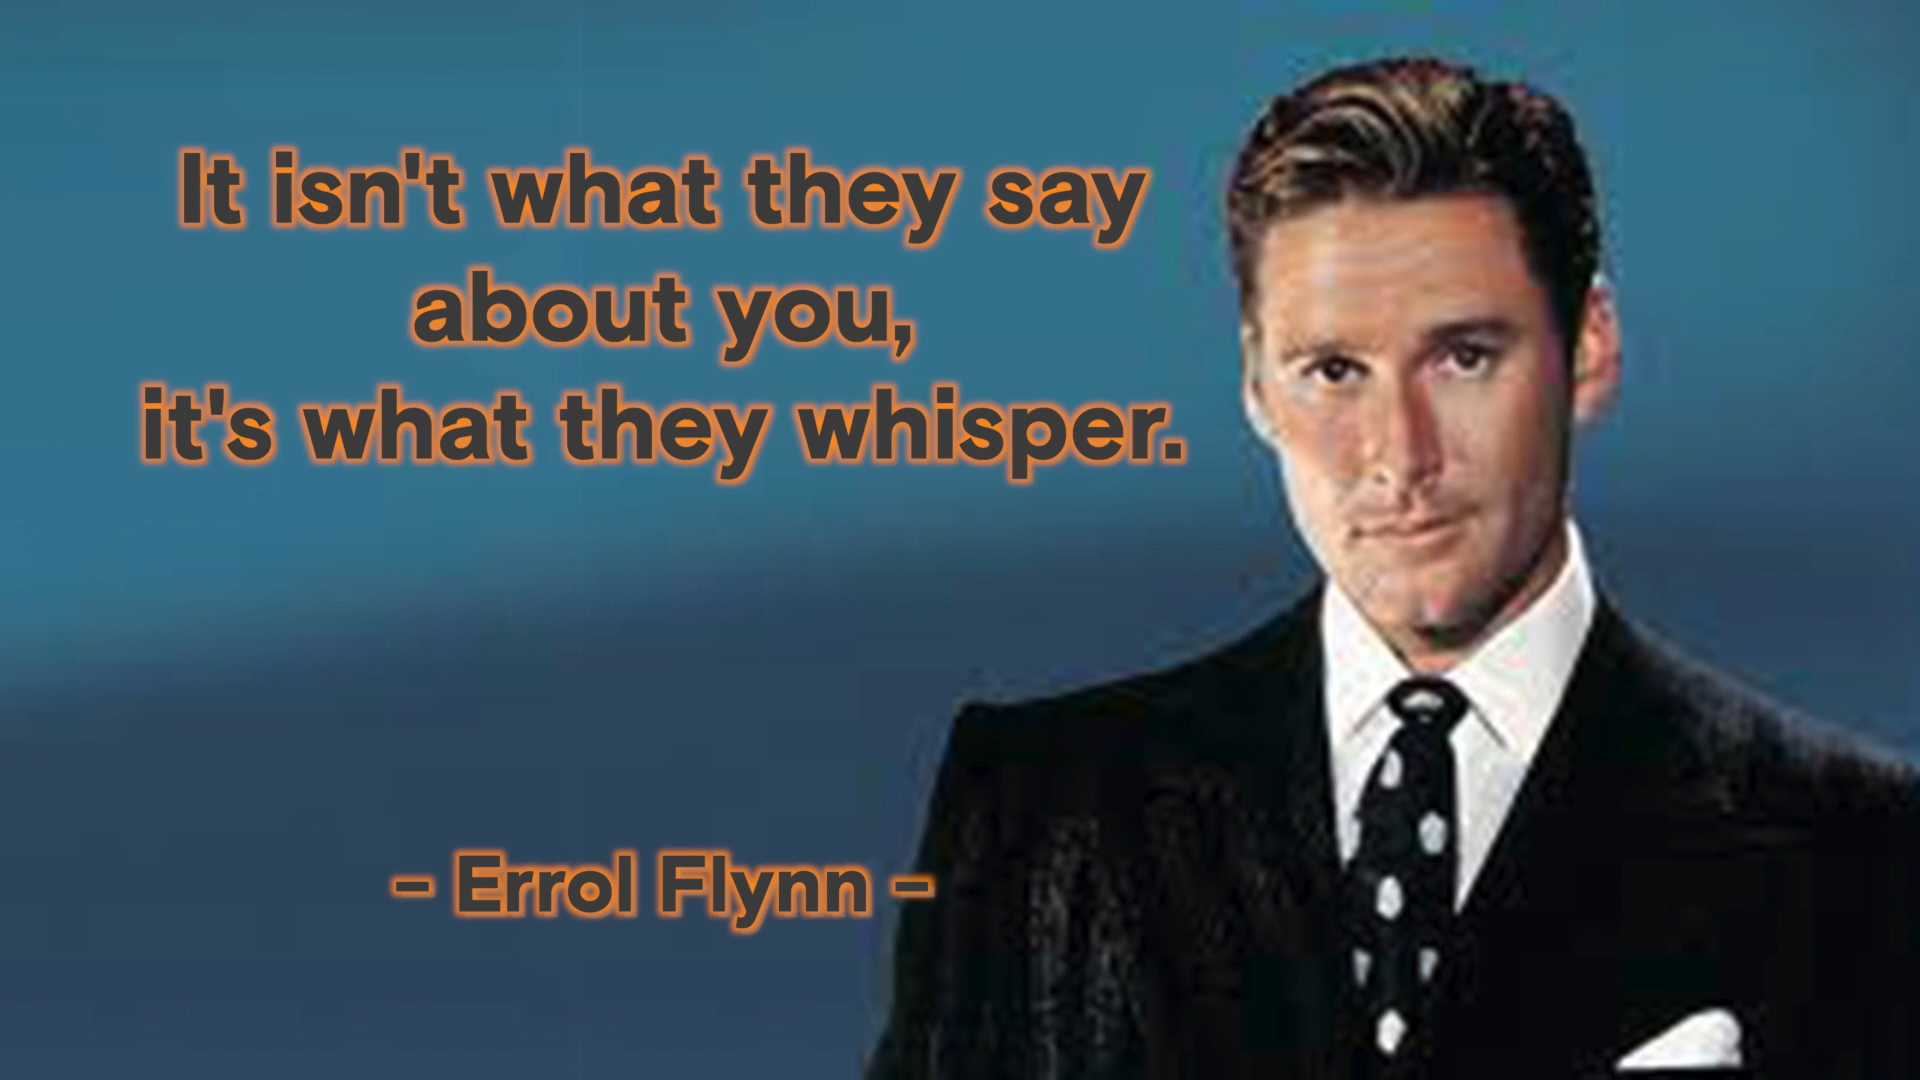 It isn't what they say
about you,
it's what they whisper.
– Errol Flynn –